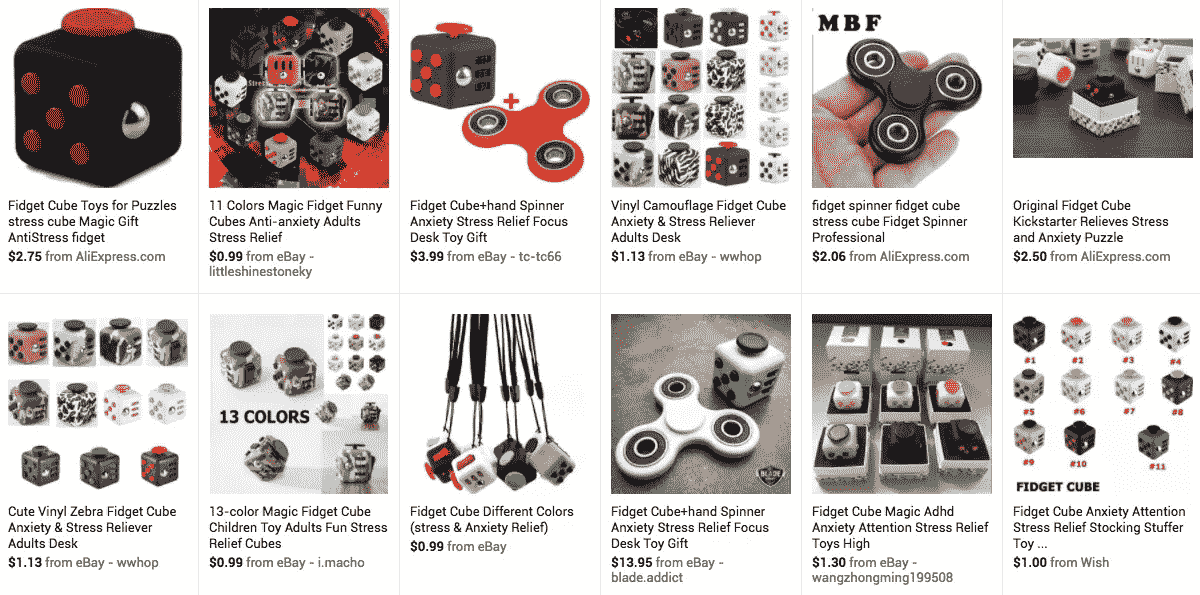 MBF
Fidget Cube Toys for Puzzles
stress cube Magic Gift
AntiStress fidget
$2.75 from AliExpress.com
11 Colors Magic Fidget Funny
Cubes Anti-anxiety Adults
Stress Relief
$0.99 from eBay -
littleshinestoneky
Fidget Cube+hand Spinner
Anxiety Stress Relief Focus
Desk Toy Gift
$3.99 from eBay - tc-tc66
Vinyl Camouflage Fidget Cube
Anxiety & Stress Reliever
Adults Desk
$1.13 from eBay - wwhop
fidget spinner fidget cube
stress cube Fidget Spinner
Professional
$2.06 from AliExpress.com
Original Fidget Cube
Kickstarter Relieves Stress
and Anxiety Puzzle
$2.50 from AliExpress.com
13 COLORS
BLADE
#1 #2 #3 #4
#5 #6 #7 #8
#9 #10 #11
FIDGET CUBE
Cute Vinyl Zebra Fidget Cube
Anxiety & Stress Reliever
Adults Desk
$1.13 from eBay - wwhop
13-color Magic Fidget Cube
Children Toy Adults Fun Stress
Relief Cubes
$0.99 from eBay - i.macho
Fidget Cube Different Colors
(stress & Anxiety Relief)
$0.99 from eBay
Fidget Cube+hand Spinner
Anxiety Stress Relief Focus
Desk Toy Gift
$13.95 from eBay -
blade.addict
Fidget Cube Magic Adhd
Anxiety Attention Stress Relief
Toys High
$1.30 from eBay -
wangzhongming199508
Fidget Cube Anxiety Attention
Stress Relief Stocking Stuffer
Toy ...
$1.00 from Wish